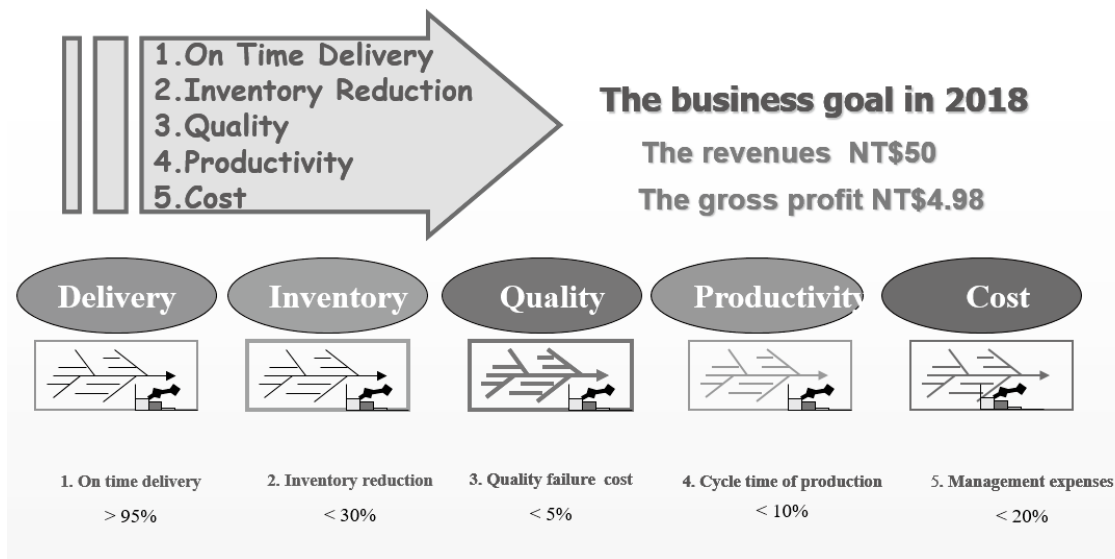 1.On Time Delivery
2.Inventory Reduction
3.Quality
4.Productivity
5.Cost
The business goal in 2018
The revenues NT$50
The gross profit NT$4.98
Delivery
Inventory
Quality
Productivity
Cost
1. On time delivery
> 95%
2. Inventory reduction
< 30%
3. Quality failure cost
< 5%
4. Cycle time of production
< 10%
5. Management expenses
< 20%